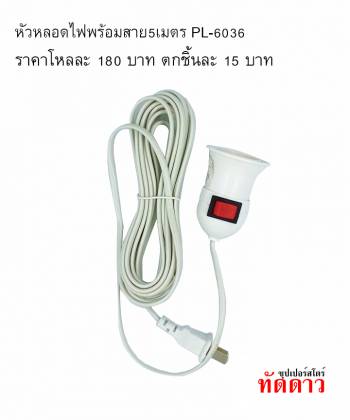 หัวหลอดไฟพร้อมสาย5เมตร PL-6036
ราคาโหลละ 180 บาท ตกชิ้นละ 15 บาท
ซุปเปอร์สโตร์
ทัดดาว